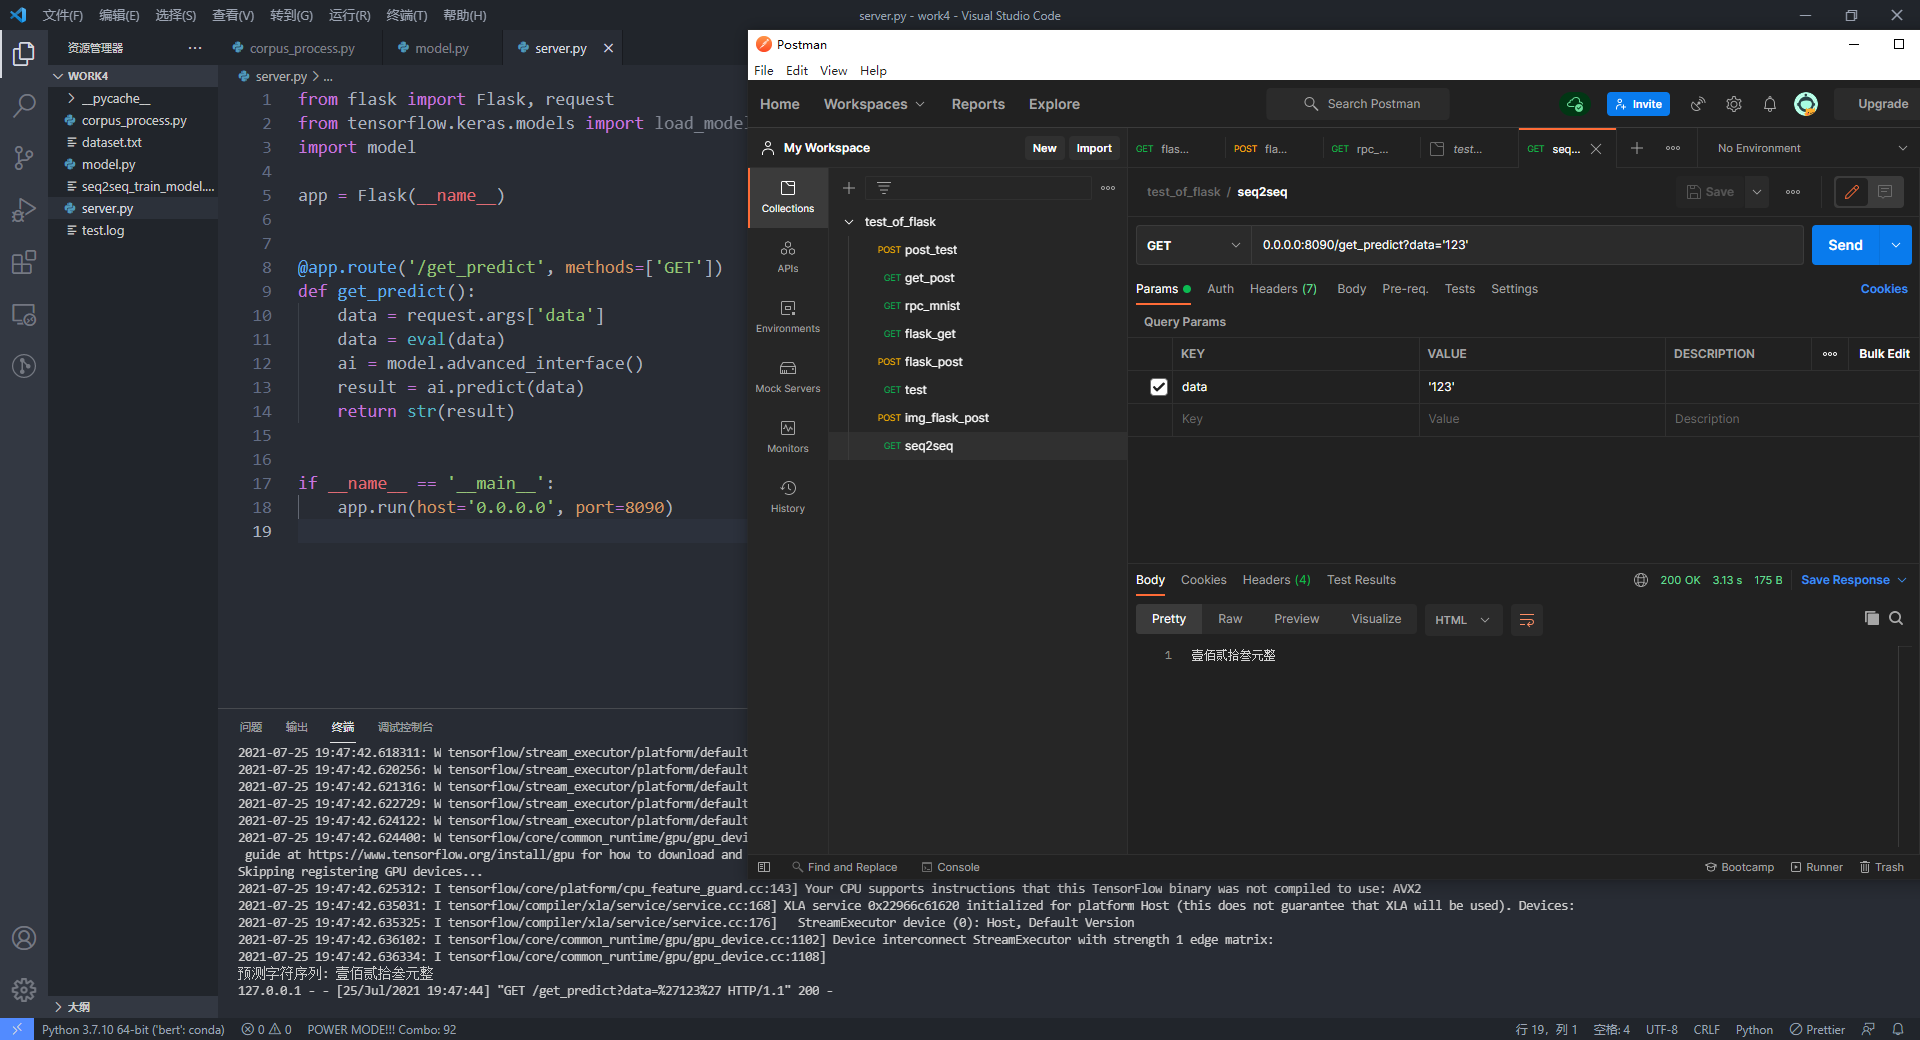 文件(F) 编辑(E) 选择(S) 查看(V) 转到(G) 运行(R) 终端(T) 帮助(H)
server.py - work4 - Visual Studio Code
资源管理器 ···
WORK4
__pycache__
corpus_process.py
dataset.txt
model.py
seq2seq_train_model....
server.py
test.log
大纲
corpus_process.py model.py server.py
server.py > ...
1 from flask import Flask, request
2 from tensorflow.keras.models import load_model
3 import model
4
5 app = Flask(__name__)
6
7
8 @app.route('/get_predict', methods=['GET'])
9 def get_predict():
10 data = request.args['data']
11 data = eval(data)
12 ai = model.advanced_interface()
13 result = ai.predict(data)
14 return str(result)
15
16
17 if __name__ == '__main__':
18 app.run(host='0.0.0.0', port=8090)
19
Postman
File Edit View Help
Home Workspaces Reports Explore Search Postman Invite Upgrade
My Workspace New Import
GET flas... POST fla... GET rpc_... test... GET seq... No Environment
Collections
APIs
Environments
Mock Servers
Monitors
History
test_of_flask
POST post_test
GET get_post
GET rpc_mnist
GET flask_get
POST flask_post
GET test
POST img_flask_post
GET seq2seq
test_of_flask / seq2seq Save
GET 0.0.0.0:8090/get_predict?data='123' Send
Params Auth Headers (7) Body Pre-req. Tests Settings Cookies
Query Params
KEY VALUE DESCRIPTION Bulk Edit
data '123'
Key Value Description
Body Cookies Headers (4) Test Results 200 OK 3.13 s 175 B Save Response
Pretty Raw Preview Visualize HTML
1 壹佰贰拾叁元整
Find and Replace Console Bootcamp Runner Trash
问题 输出 终端 调试控制台
2021-07-25 19:47:42.618311: W tensorflow/stream_executor/platform/default
2021-07-25 19:47:42.620256: W tensorflow/stream_executor/platform/default
2021-07-25 19:47:42.621316: W tensorflow/stream_executor/platform/default
2021-07-25 19:47:42.622729: W tensorflow/stream_executor/platform/default
2021-07-25 19:47:42.624122: W tensorflow/stream_executor/platform/default
2021-07-25 19:47:42.624400: W tensorflow/core/common_runtime/gpu/gpu_devi
guide at https://www.tensorflow.org/install/gpu for how to download and
Skipping registering GPU devices...
2021-07-25 19:47:42.625312: I tensorflow/core/platform/cpu_feature_guard.cc:143] Your CPU supports instructions that this TensorFlow binary was not compiled to use: AVX2
2021-07-25 19:47:42.635031: I tensorflow/compiler/xla/service/service.cc:168] XLA service 0x22966c61620 initialized for platform Host (this does not guarantee that XLA will be used). Devices:
2021-07-25 19:47:42.635325: I tensorflow/compiler/xla/service/service.cc:176] StreamExecutor device (0): Host, Default Version
2021-07-25 19:47:42.636102: I tensorflow/core/common_runtime/gpu/gpu_device.cc:1102] Device interconnect StreamExecutor with strength 1 edge matrix:
2021-07-25 19:47:42.636334: I tensorflow/core/common_runtime/gpu/gpu_device.cc:1108]
预测字符序列: 壹佰贰拾叁元整
127.0.0.1 - - [25/Jul/2021 19:47:44] "GET /get_predict?data=%27123%27 HTTP/1.1" 200 -
Python 3.7.10 64-bit ('bert': conda) 0 0 POWER MODE!!! Combo: 92 行 19, 列 1 空格: 4 UTF-8 CRLF Python Prettier